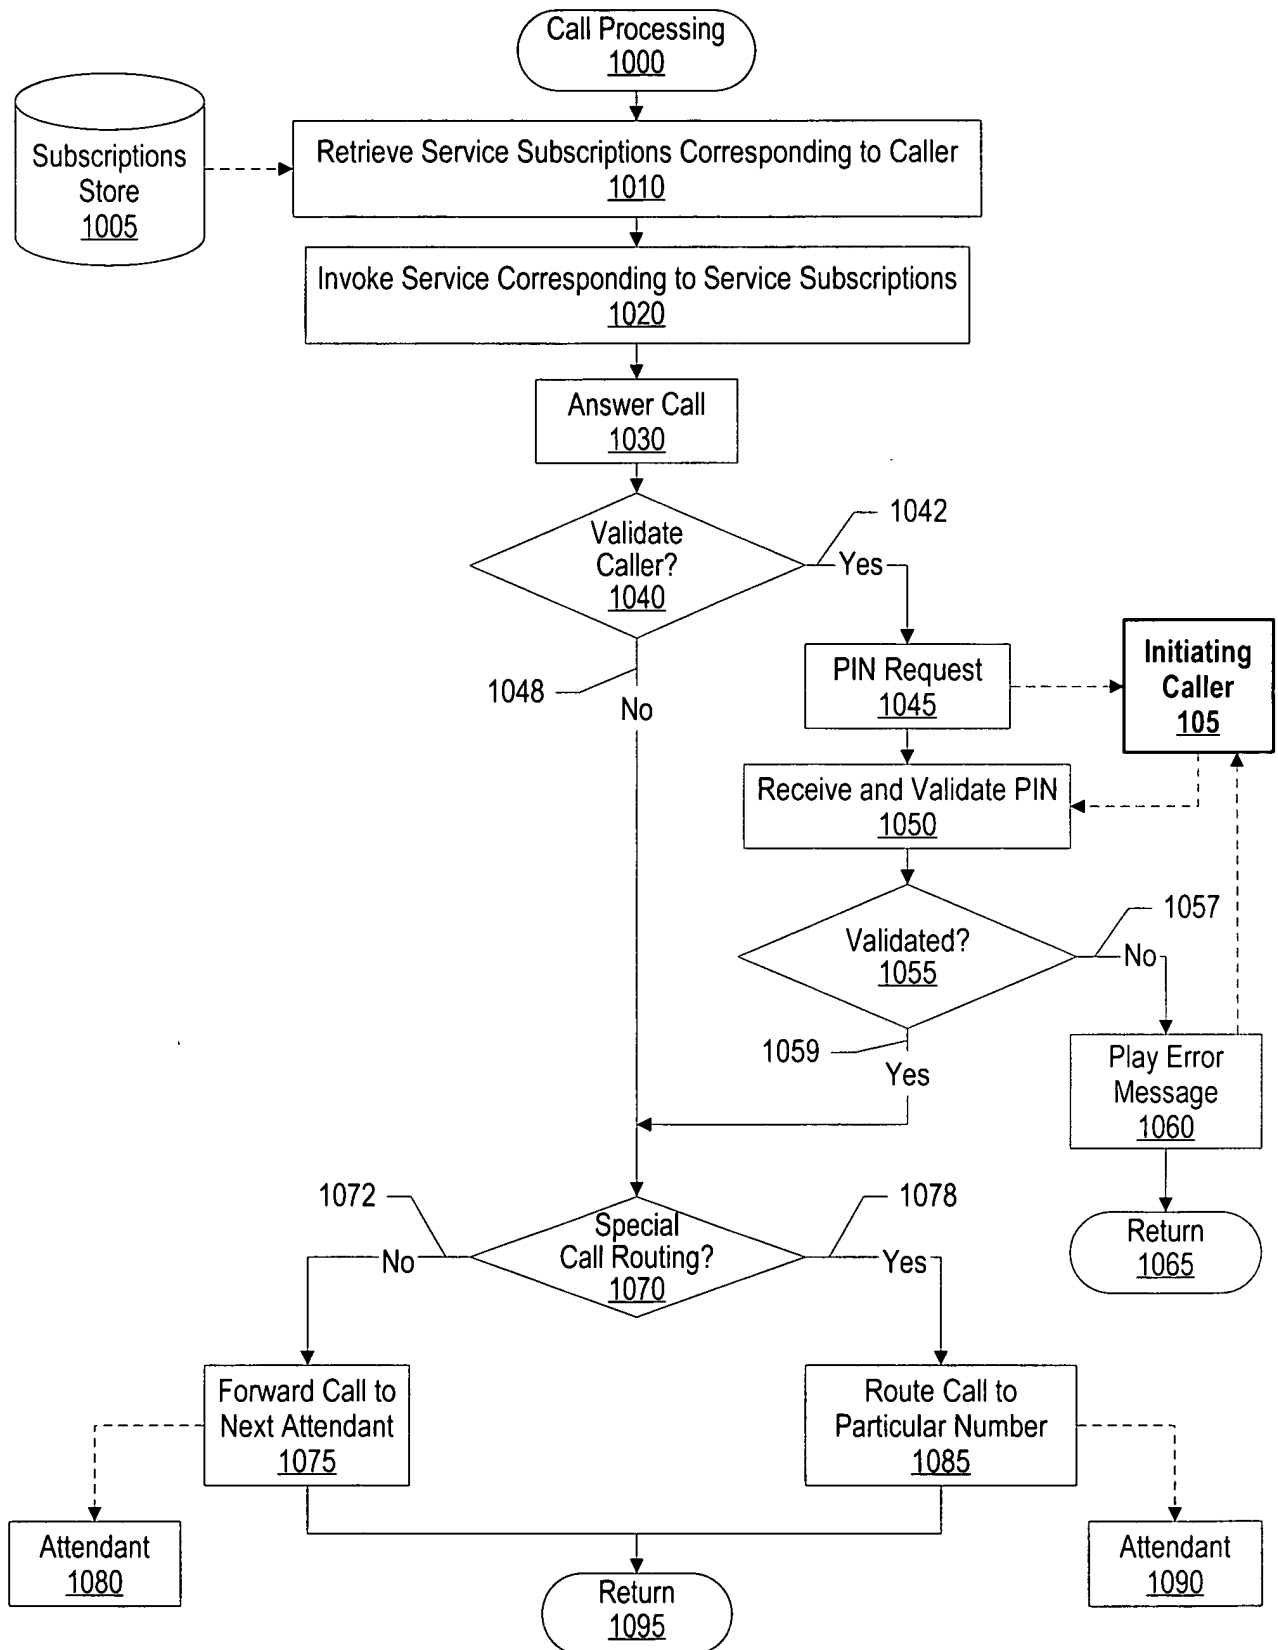 Call Processing
1000
Subscriptions
Store
1005
Retrieve Service Subscriptions Corresponding to Caller
1010
Invoke Service Corresponding to Service Subscriptions
1020
Answer Call
1030
Validate
Caller?
1040
1042
Yes
1048
No
PIN Request
1045
Initiating
Caller
105
Receive and Validate PIN
1050
Validated?
1055
1057
No
1059
Yes
Play Error
Message
1060
Return
1065
Special
Call Routing?
1070
1072
No
1078
Yes
Forward Call to
Next Attendant
1075
Route Call to
Particular Number
1085
Attendant
1080
Attendant
1090
Return
1095